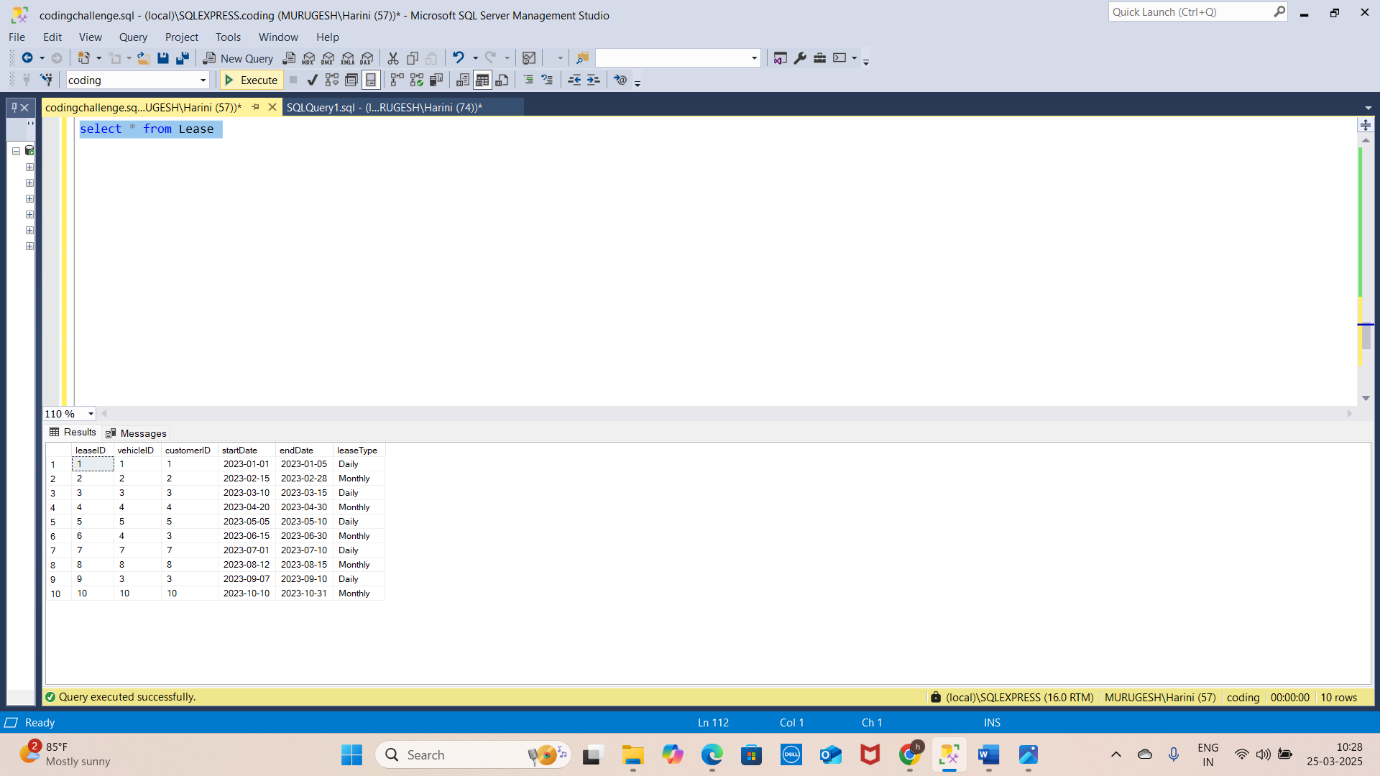 codingchallenge.sql - (local)\SQLEXPRESS.coding (MURUGESH\Harini (57))* - Microsoft SQL Server Management Studio
Quick Launch (Ctrl+Q)
File Edit View Query Project Tools Window Help
New Query
coding
Execute
codingchallenge.sq...UGESH\Harini (57))*
SQLQuery1.sql - (l...RUGESH\Harini (74))*
select * from Lease
110 %
Results Messages
leaseID vehicleID customerID startDate endDate leaseType
1 1 1 1 2023-01-01 2023-01-05 Daily
2 2 2 2 2023-02-15 2023-02-28 Monthly
3 3 3 3 2023-03-10 2023-03-15 Daily
4 4 4 4 2023-04-20 2023-04-30 Monthly
5 5 5 5 2023-05-05 2023-05-10 Daily
6 6 4 3 2023-06-15 2023-06-30 Monthly
7 7 7 7 2023-07-01 2023-07-10 Daily
8 8 8 8 2023-08-12 2023-08-15 Monthly
9 9 3 3 2023-09-07 2023-09-10 Daily
10 10 10 10 2023-10-10 2023-10-31 Monthly
Query executed successfully.
(local)\SQLEXPRESS (16.0 RTM) MURUGESH\Harini (57) coding 00:00:00 10 rows
Ready Ln 112 Col 1 Ch 1 INS
2
85°F
Mostly sunny
Search
DELL
h
W
ENG
IN
10:28
25-03-2025